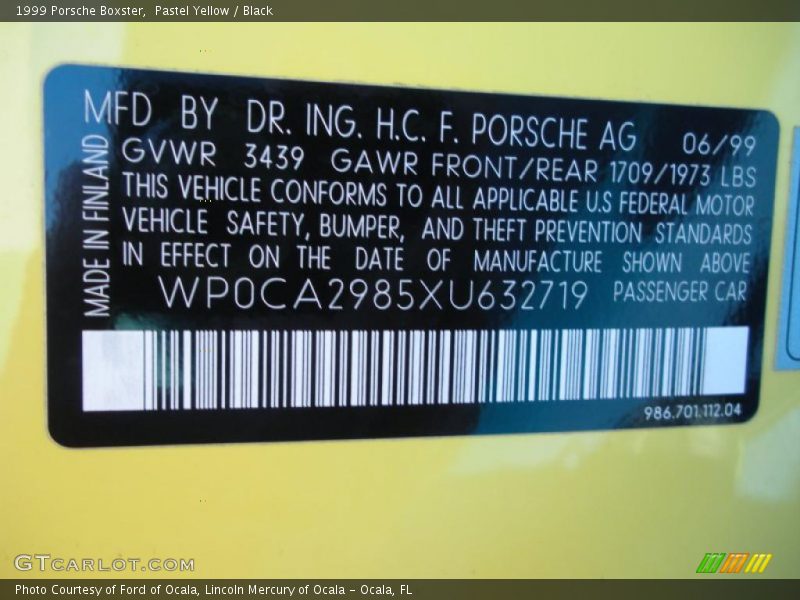 1999 Porsche Boxster,  Pastel Yellow / Black
MFD BY DR. ING. H.C. F. PORSCHE AG 06/99
GVWR 3439 GAWR FRONT/REAR 1709/1973 LBS
THIS VEHICLE CONFORMS TO ALL APPLICABLE U.S FEDERAL MOTOR
VEHICLE SAFETY, BUMPER, AND THEFT PREVENTION STANDARDS
IN EFFECT ON THE DATE OF MANUFACTURE SHOWN ABOVE
WP0CA2985XU632719 PASSENGER CAR
MADE IN FINLAND
986.701.112.04
GTCARLOT.COM
Photo Courtesy of Ford of Ocala, Lincoln Mercury of Ocala - Ocala, FL